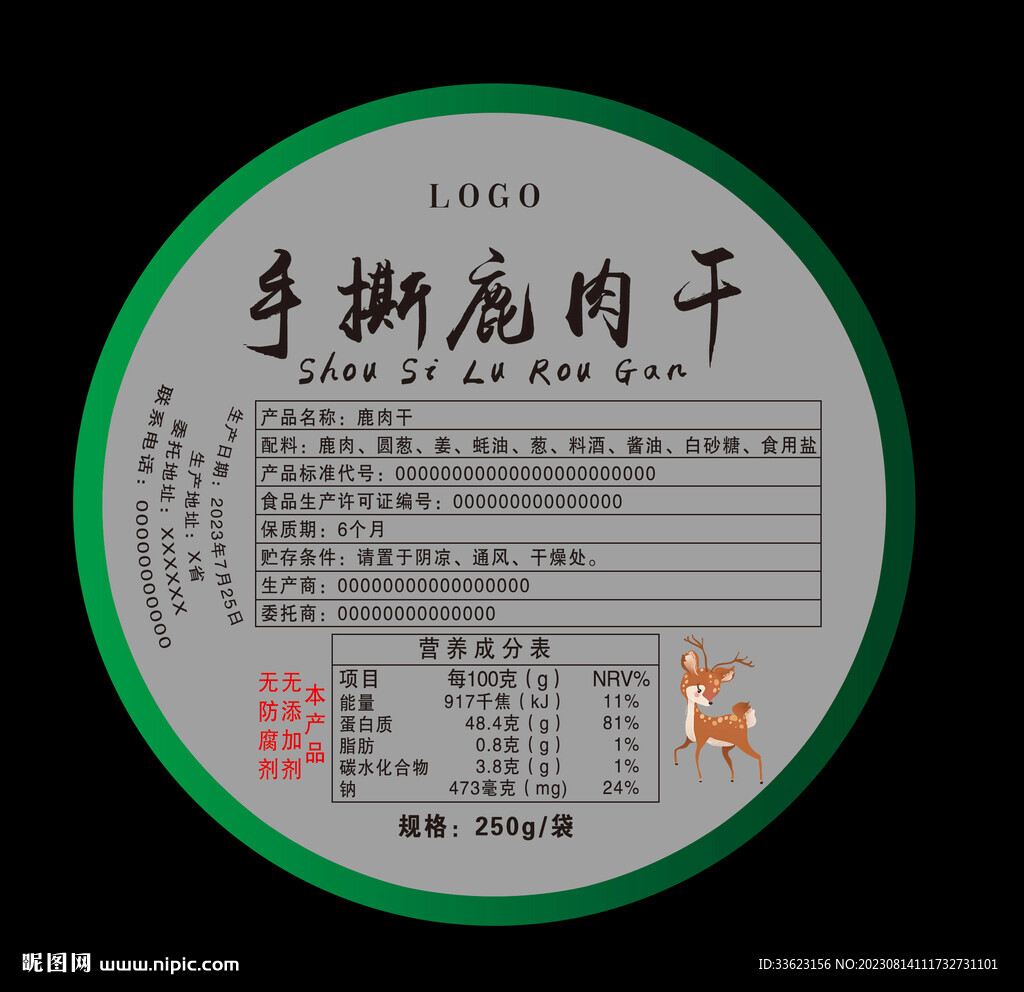 LOGO
手撕鹿肉干
Shou Si Lu Rou Gan
产品名称：鹿肉干
配料：鹿肉、圆葱、姜、蚝油、葱、料酒、酱油、白砂糖、食用盐
产品标准代号：0000000000000000000000
食品生产许可证编号：000000000000000
保质期：6个月
贮存条件：请置于阴凉、通风、干燥处。
生产商：00000000000000000
委托商：00000000000000
生产日期：2023年7月25日
生产地址：X省
委托地址：XXXXXX
联系电话：00000000000
营养成分表
项目 每100克（g） NRV%
能量 917千焦（kJ） 11%
蛋白质 48.4克（g） 81%
脂肪 0.8克（g） 1%
碳水化合物 3.8克（g） 1%
钠 473毫克（mg） 24%
本产品
无添加剂
无防腐剂
规格：250g/袋
昵图网 www.nipic.com
ID:33623156 NO:20230814111732731101